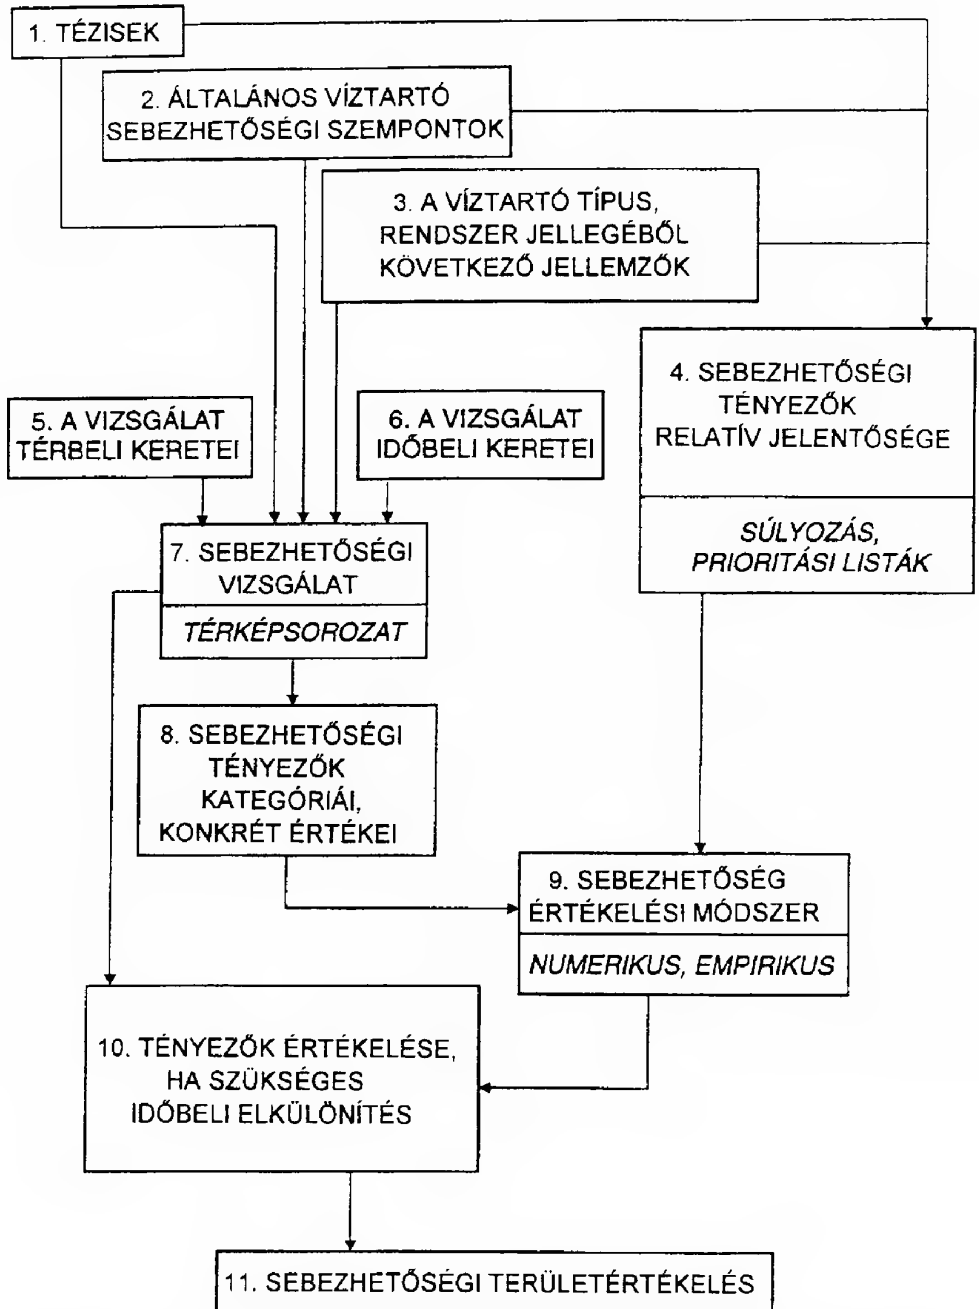 1. TÉZISEK
2. ÁLTALÁNOS VÍZTARTÓ
SEBEZHETŐSÉGI SZEMPONTOK
3. A VÍZTARTÓ TÍPUS,
RENDSZER JELLEGÉBŐL
KÖVETKEZŐ JELLEMZŐK
4. SEBEZHETŐSÉGI
TÉNYEZŐK
RELATÍV JELENTŐSÉGE
SÚLYOZÁS,
PRIORITÁSI LISTÁK
5. A VIZSGÁLAT
TÉRBELI KERETEI
6. A VIZSGÁLAT
IDŐBELI KERETEI
7. SEBEZHETŐSÉGI
VIZSGÁLAT
TÉRKÉPSOROZAT
8. SEBEZHETŐSÉGI
TÉNYEZŐK
KATEGÓRIÁI,
KONKRÉT ÉRTÉKEI
9. SEBEZHETŐSÉG
ÉRTÉKELÉSI MÓDSZER
NUMERIKUS, EMPIRIKUS
10. TÉNYEZŐK ÉRTÉKELÉSE,
HA SZÜKSÉGES
IDŐBELI ELKÜLÖNÍTÉS
11. SEBEZHETŐSÉGI TERÜLETÉRTÉKELÉS